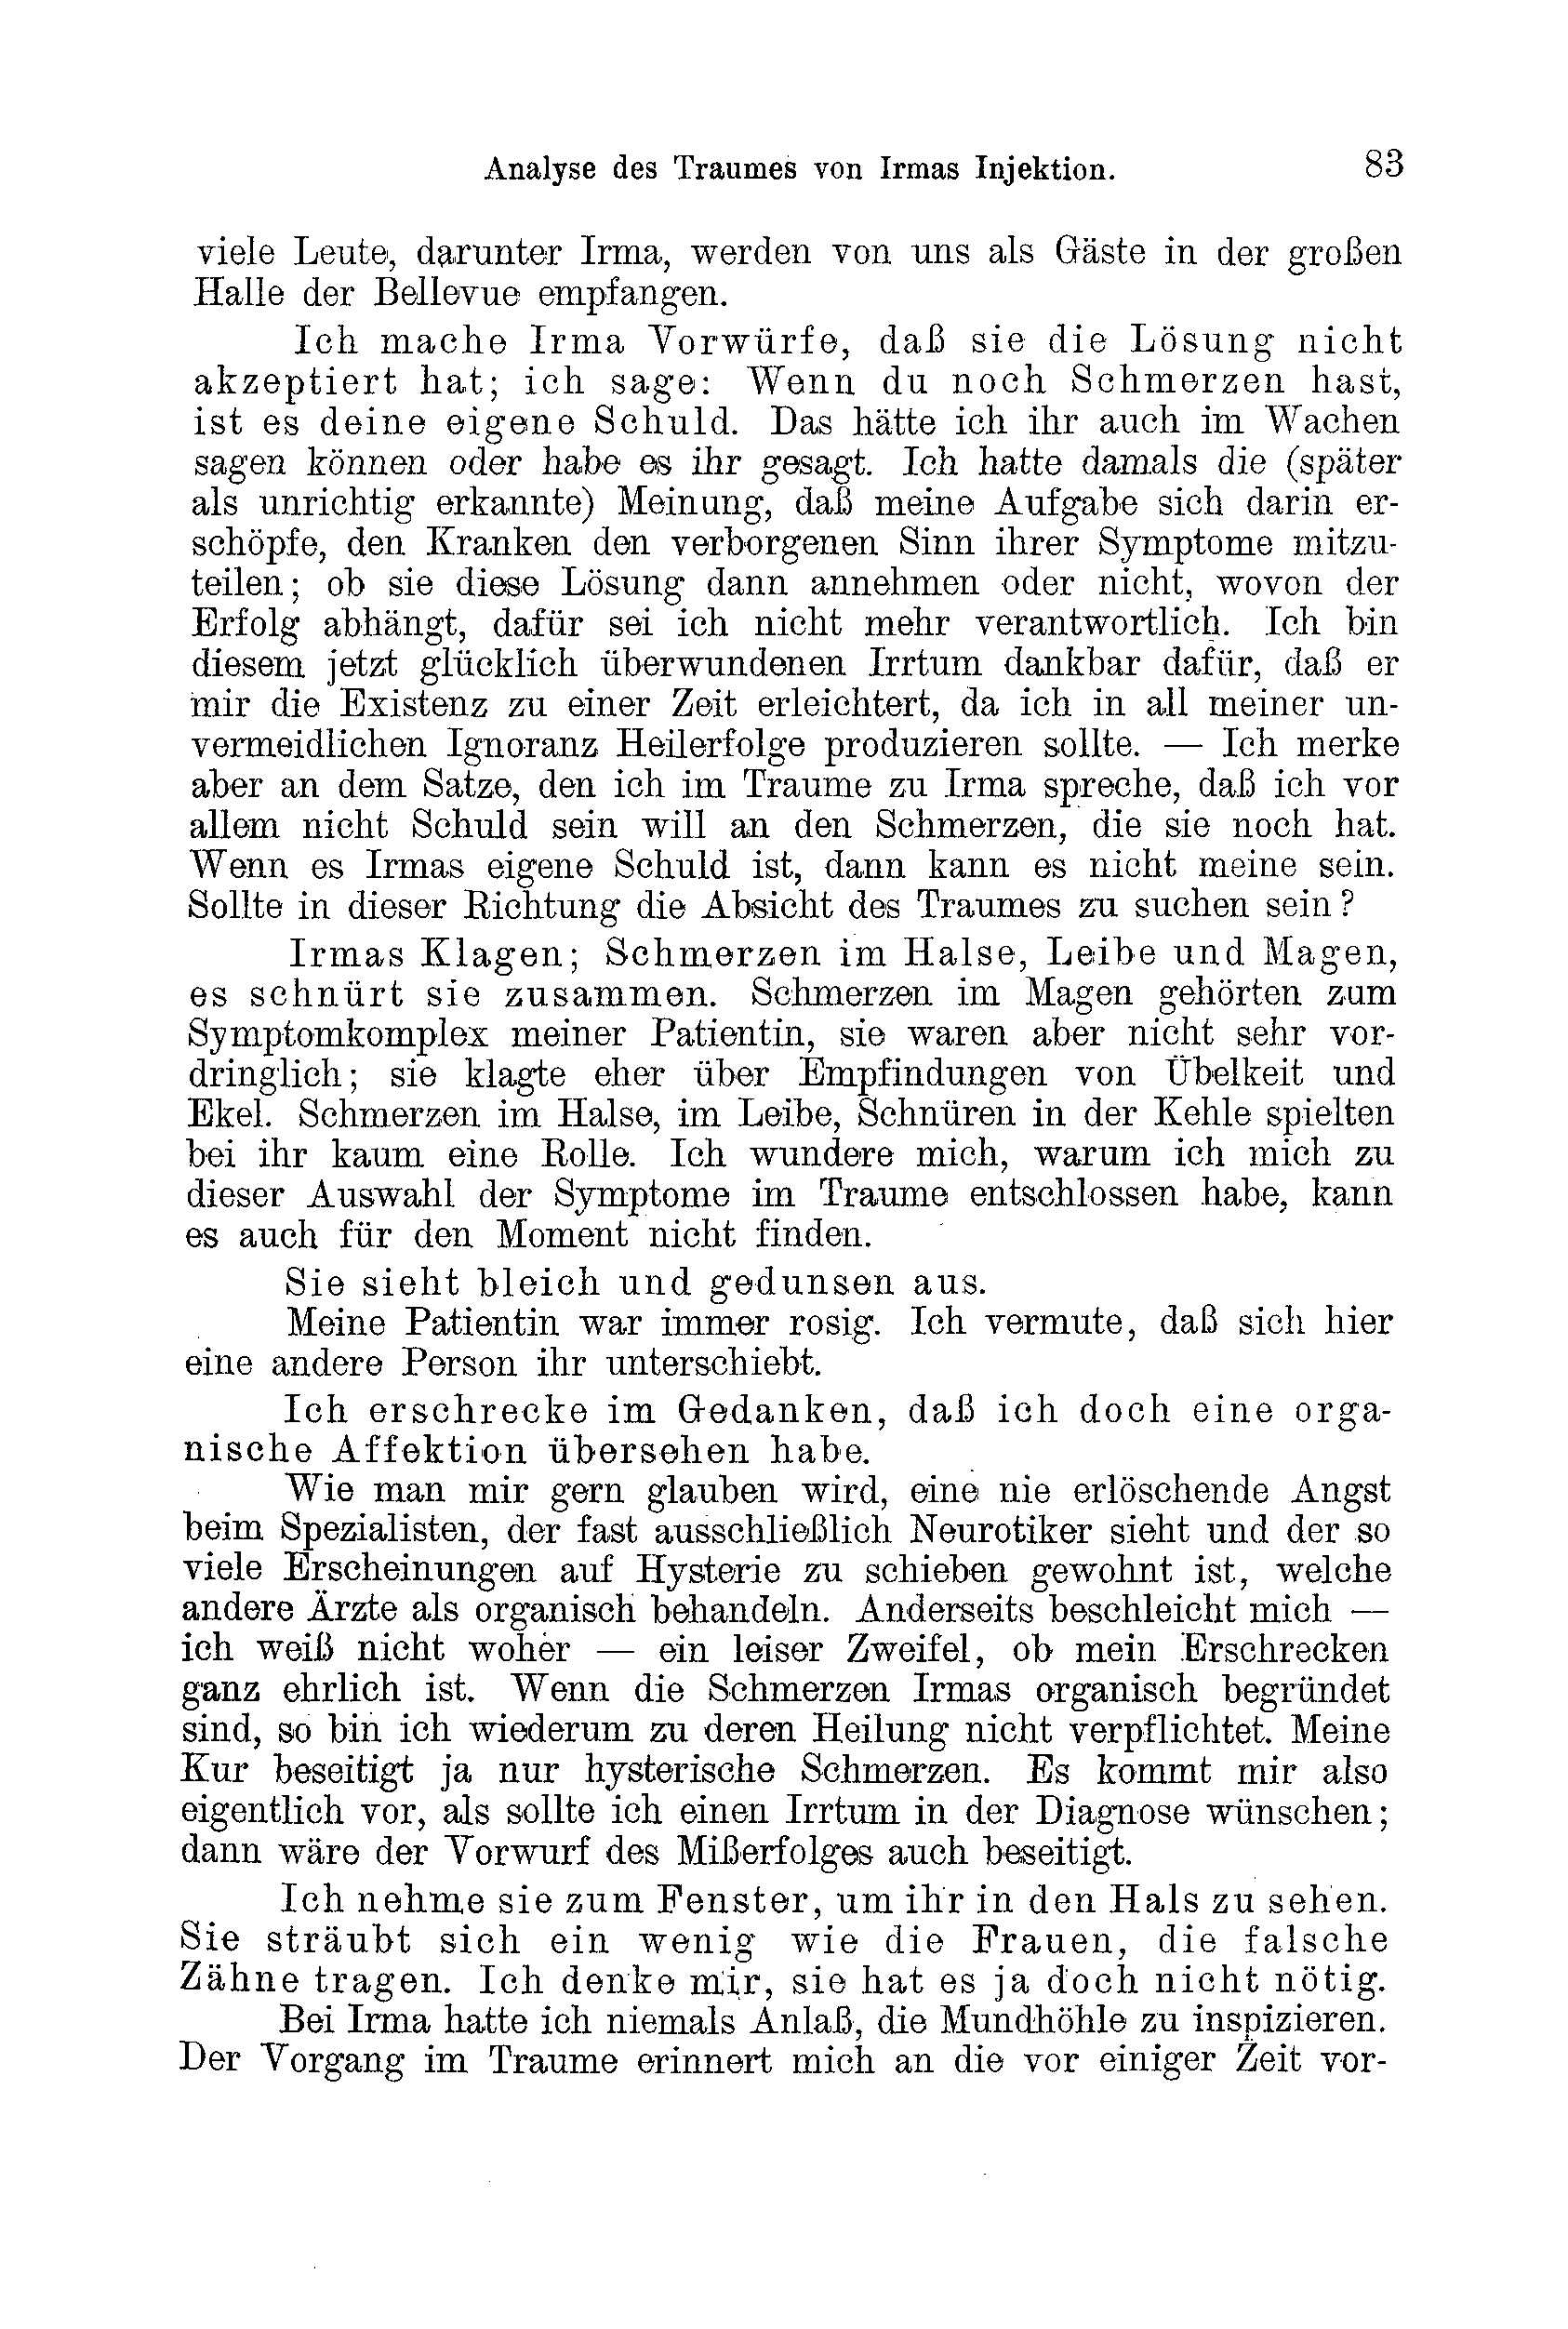 Analyse des Traumes von Irmas Injektion. 83
viele Leute, darunter Irma, werden von uns als Gäste in der großen
Halle der Bellevue empfangen.
Ich mache Irma Vorwürfe, daß sie die Lösung nicht
akzeptiert hat; ich sage: Wenn du noch Schmerzen hast,
ist es deine eigene Schuld. Das hätte ich ihr auch im Wachen
sagen können oder habe es ihr gesagt. Ich hatte damals die (später
als unrichtig erkannte) Meinung, daß meine Aufgabe sich darin er-
schöpfe, den Kranken den verborgenen Sinn ihrer Symptome mitzu-
teilen; ob sie diese Lösung dann annehmen oder nicht, wovon der
Erfolg abhängt, dafür sei ich nicht mehr verantwortlich. Ich bin
diesem jetzt glücklich überwundenen Irrtum dankbar dafür, daß er
mir die Existenz zu einer Zeit erleichtert, da ich in all meiner un-
vermeidlichen Ignoranz Heilerfolge produzieren sollte. — Ich merke
aber an dem Satze, den ich im Traume zu Irma spreche, daß ich vor
allem nicht Schuld sein will an den Schmerzen, die sie noch hat.
Wenn es Irmas eigene Schuld ist, dann kann es nicht meine sein.
Sollte in dieser Richtung die Absicht des Traumes zu suchen sein?
Irmas Klagen; Schmerzen im Halse, Leibe und Magen,
es schnürt sie zusammen. Schmerzen im Magen gehörten zum
Symptomkomplex meiner Patientin, sie waren aber nicht sehr vor-
dringlich; sie klagte eher über Empfindungen von Übelkeit und
Ekel. Schmerzen im Halse, im Leibe, Schnüren in der Kehle spielten
bei ihr kaum eine Rolle. Ich wundere mich, warum ich mich zu
dieser Auswahl der Symptome im Traume entschlossen habe, kann
es auch für den Moment nicht finden.
Sie sieht bleich und gedunsen aus.
Meine Patientin war immer rosig. Ich vermute, daß sich hier
eine andere Person ihr unterschiebt.
Ich erschrecke im Gedanken, daß ich doch eine orga-
nische Affektion übersehen habe.
Wie man mir gern glauben wird, eine nie erlöschende Angst
beim Spezialisten, der fast ausschließlich Neurotiker sieht und der so
viele Erscheinungen auf Hysterie zu schieben gewohnt ist, welche
andere Ärzte als organisch behandeln. Anderseits beschleicht mich —
ich weiß nicht woher — ein leiser Zweifel, ob mein Erschrecken
ganz ehrlich ist. Wenn die Schmerzen Irmas organisch begründet
sind, so bin ich wiederum zu deren Heilung nicht verpflichtet. Meine
Kur beseitigt ja nur hysterische Schmerzen. Es kommt mir also
eigentlich vor, als sollte ich einen Irrtum in der Diagnose wünschen;
dann wäre der Vorwurf des Mißerfolges auch beseitigt.
Ich nehme sie zum Fenster, um ihr in den Hals zu sehen.
Sie sträubt sich ein wenig wie die Frauen, die falsche
Zähne tragen. Ich denke mir, sie hat es ja doch nicht nötig.
Bei Irma hatte ich niemals Anlaß, die Mundhöhle zu inspizieren.
Der Vorgang im Traume erinnert mich an die vor einiger Zeit vor-